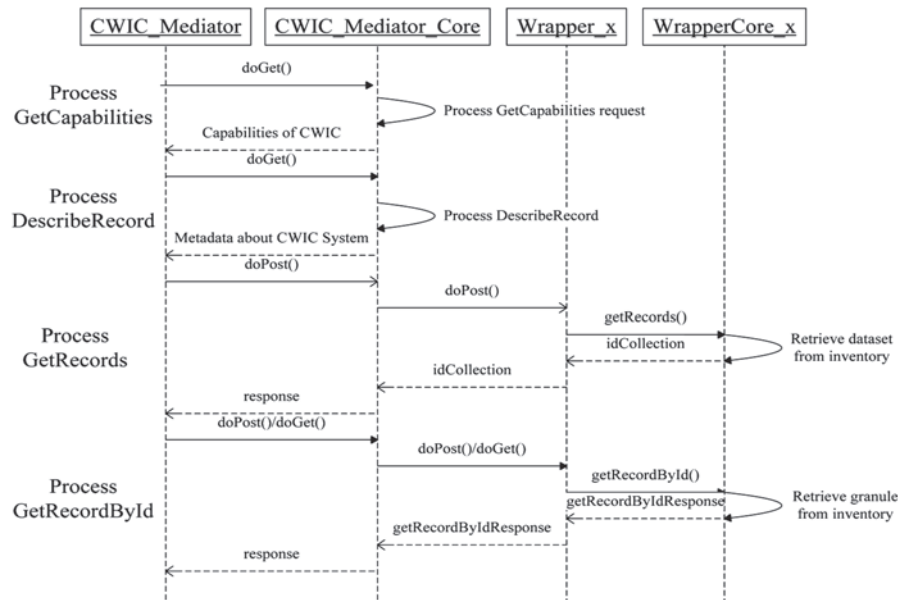 CWIC_Mediator
CWIC_Mediator_Core
Wrapper_x
WrapperCore_x
doGet()
Process
GetCapabilities
Process GetCapabilities request
Capabilities of CWIC
doGet()
Process
DescribeRecord
Process DescribeRecord
Metadata about CWIC System
doPost()
doPost()
getRecords()
Process
GetRecords
idCollection
Retrieve dataset
from inventory
idCollection
response
doPost()/doGet()
doPost()/doGet()
getRecordById()
Process
GetRecordById
getRecordByIdResponse
Retrieve granule
from inventory
getRecordByIdResponse
response